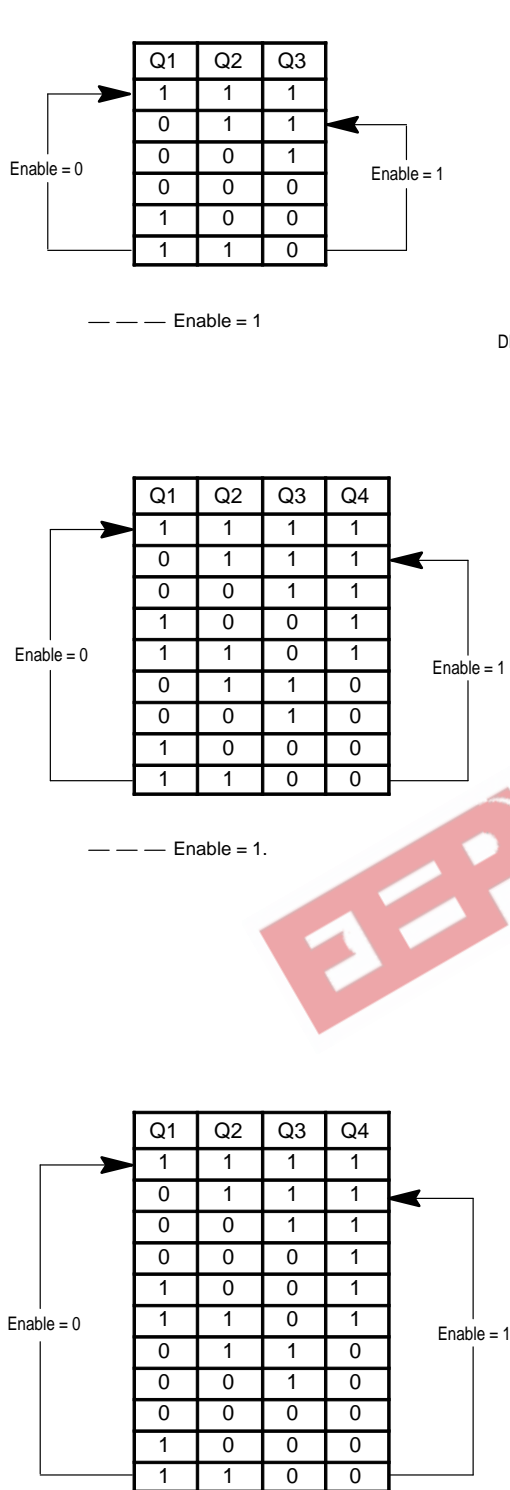 Q1 Q2 Q3
1 1 1
0 1 1
Enable = 0
0 0 1
Enable = 1
0 0 0
1 0 0
1 1 0
— — — Enable = 1
Q1 Q2 Q3 Q4
1 1 1 1
0 1 1 1
0 0 1 1
1 0 0 1
Enable = 0
1 1 0 1
Enable = 1
0 1 1 0
0 0 1 0
1 0 0 0
1 1 0 0
— — — Enable = 1.
EEP
Q1 Q2 Q3 Q4
1 1 1 1
0 1 1 1
0 0 1 1
0 0 0 1
1 0 0 1
Enable = 0
1 1 0 1
Enable = 1
0 1 1 0
0 0 1 0
0 0 0 0
1 0 0 0
1 1 0 0